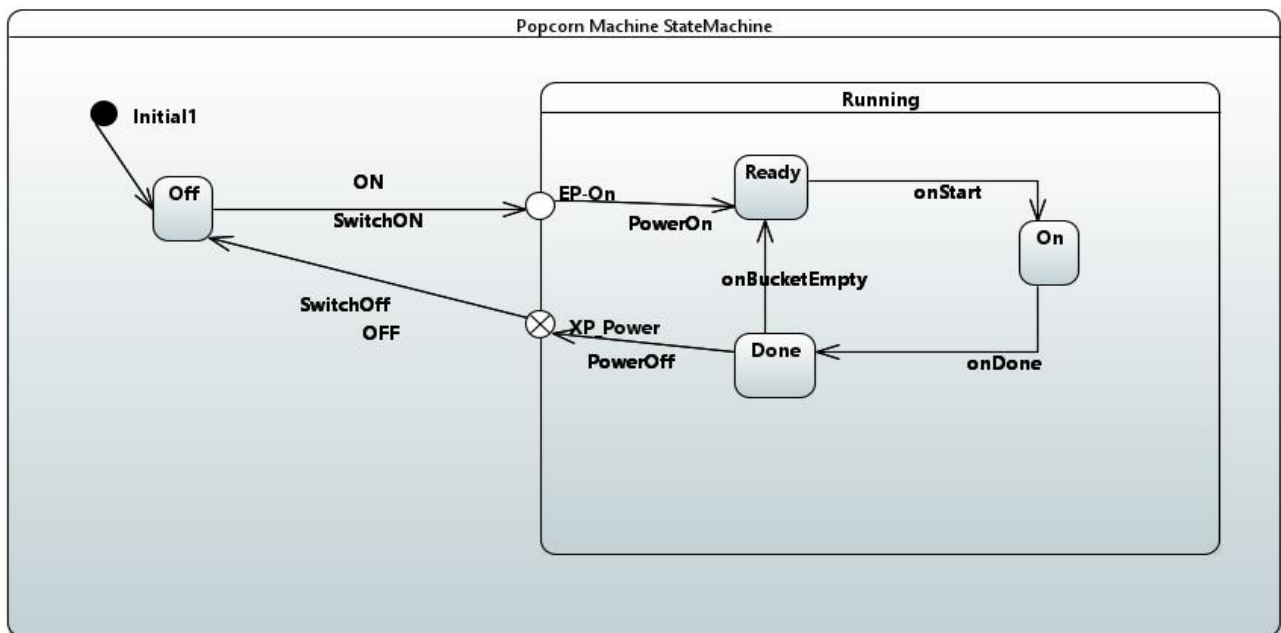 Popcorn Machine StateMachine
Running
Initial1
Off
ON
SwitchON
EP-On
PowerOn
Ready
onStart
On
onBucketEmpty
SwitchOff
OFF
XP_Power
PowerOff
Done
onDone